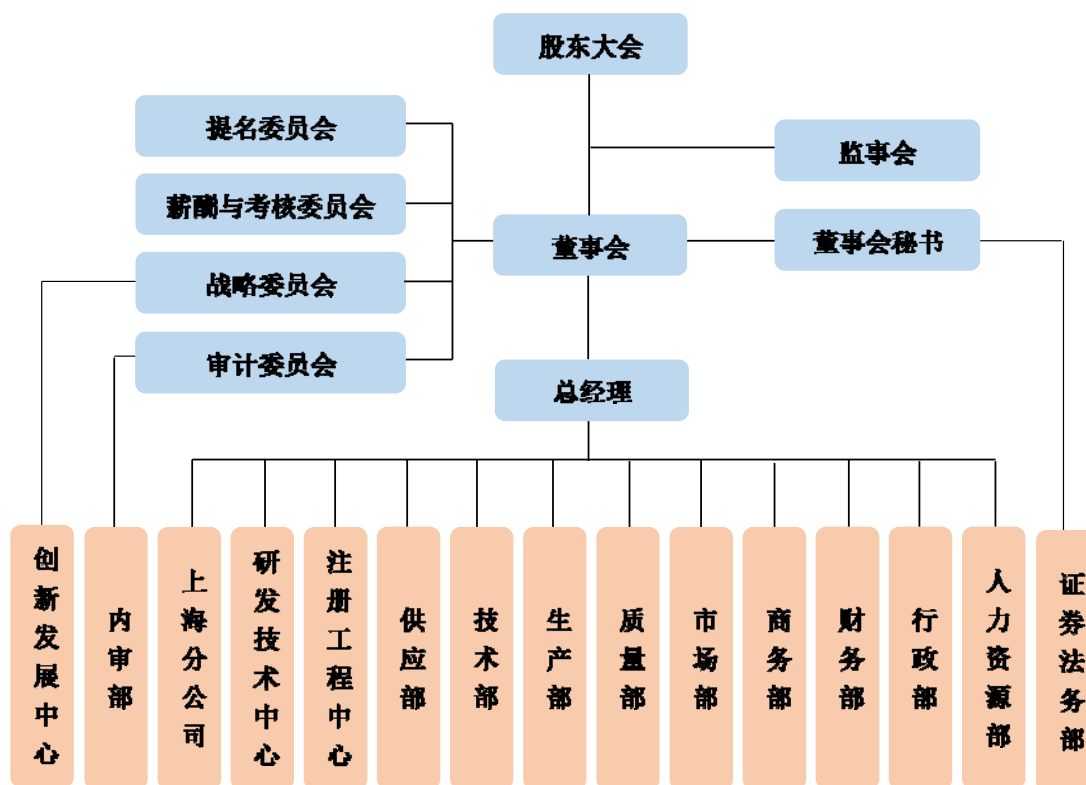 股东大会
提名委员会
监事会
薪酬与考核委员会
董事会
董事会秘书
战略委员会
审计委员会
总经理
创新发展中心
内审部
上海分公司
研发技术中心
注册工程中心
供应部
技术部
生产部
质量部
市场部
商务部
财务部
行政部
人力资源部
证券法务部